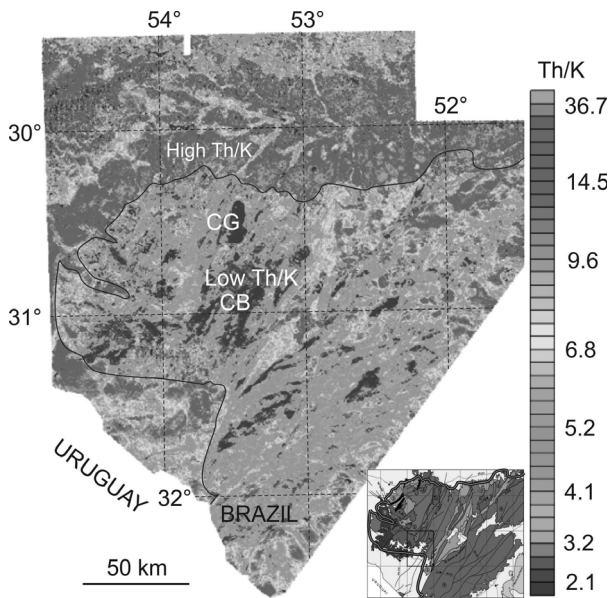 54°
53°
Th/K
36.7
52°
30°
High Th/K
14.5
CG
9.6
Low Th/K
CB
31°
6.8
5.2
URUGUAY
32°
4.1
BRAZIL
3.2
50 km
2.1